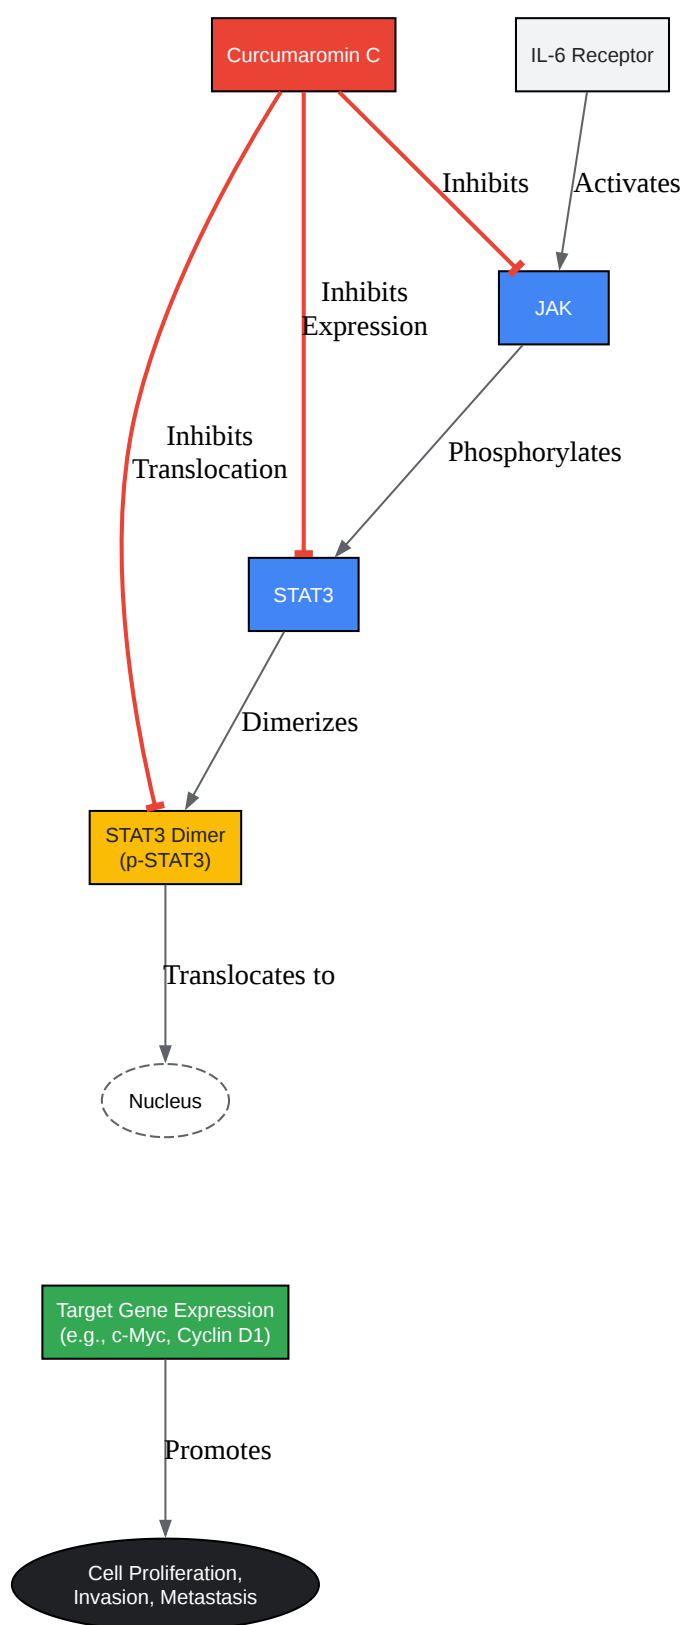 Curcumaromin C
IL-6 Receptor
Inhibits
Activates
Inhibits
Expression
JAK
Inhibits
Translocation
Phosphorylates
STAT3
Dimerizes
STAT3 Dimer
(p-STAT3)
Translocates to
Nucleus
Target Gene Expression
(e.g., c-Myc, Cyclin D1)
Promotes
Cell Proliferation,
Invasion, Metastasis